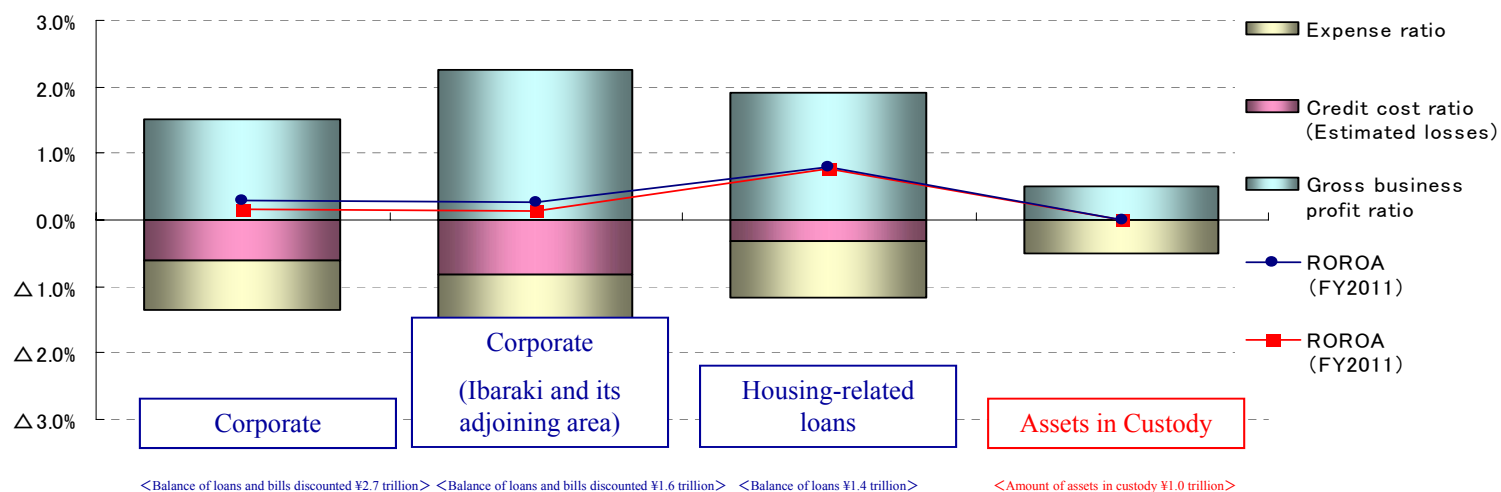 3.0%
2.0%
1.0%
0.0%
△1.0%
△2.0%
△3.0%
Expense ratio
Credit cost ratio
(Estimated losses)
Gross business
profit ratio
ROROA
(FY2011)
ROROA
(FY2011)
Corporate
Corporate
(Ibaraki and its
adjoining area)
Housing-related
loans
Assets in Custody
<Balance of loans and bills discounted ¥2.7 trillion>
<Balance of loans and bills discounted ¥1.6 trillion>
<Balance of loans ¥1.4 trillion>
<Amount of assets in custody ¥1.0 trillion>